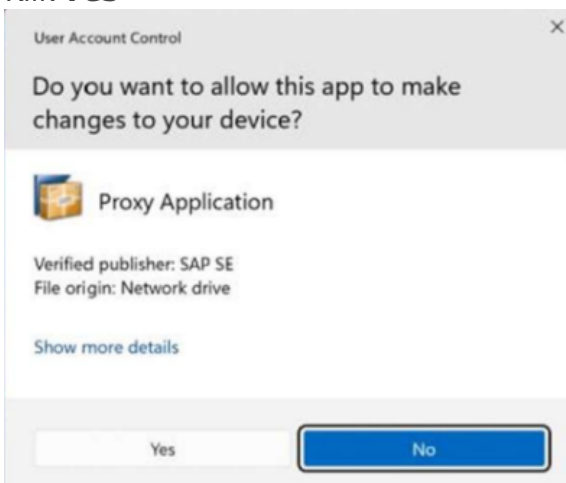 User Account Control
Do you want to allow this app to make
changes to your device?
Proxy Application
Verified publisher: SAP SE
File origin: Network drive
Show more details
Yes
No